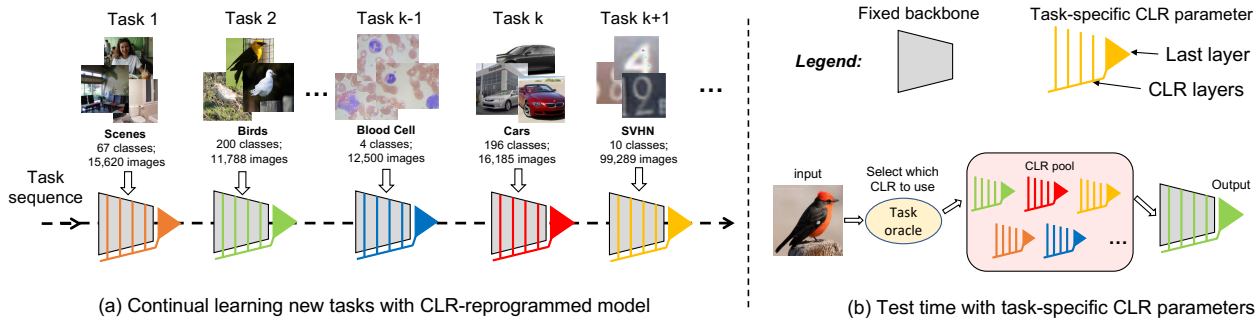 Task 1
Task 2
Task k-1
Task k
Task k+1
...
...
Scenes
67 classes;
15,620 images
Birds
200 classes;
11,788 images
Blood Cell
4 classes;
12,500 images
Cars
196 classes;
16,185 images
SVHN
10 classes;
99,289 images
Task
sequence
(a) Continual learning new tasks with CLR-reprogrammed model
Legend:
Fixed backbone
Task-specific CLR parameter
Last layer
CLR layers
input
Select which
CLR to use
Task
oracle
CLR pool
...
Output
(b) Test time with task-specific CLR parameters